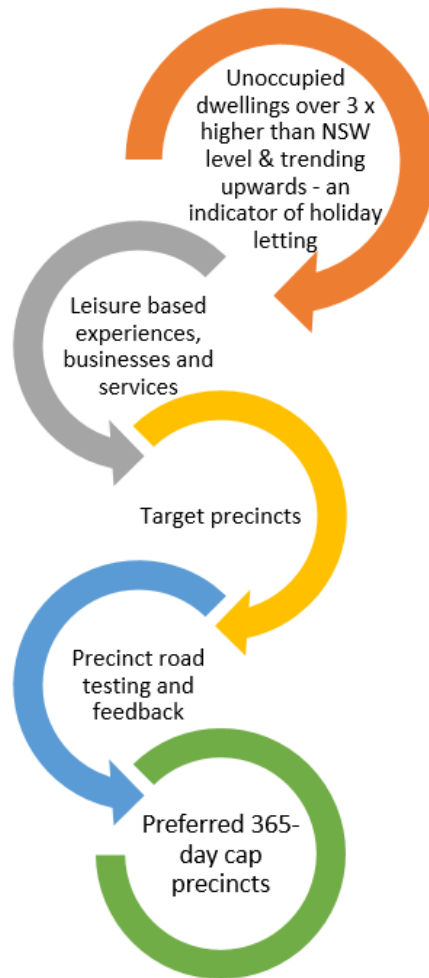 Unoccupied
dwellings over 3 x
higher than NSW
level & trending
upwards - an
indicator of holiday
letting
Leisure based
experiences,
businesses and
services
Target precincts
Precinct road
testing and
feedback
Preferred 365-
day cap
precincts